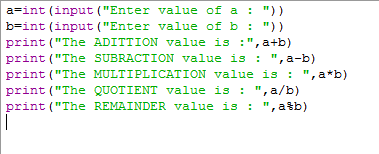 a=int(input("Enter value of a : "))
b=int(input("Enter value of b : "))
print("The ADITTION value is :",a+b)
print("The SUBRACTION value is : ",a-b)
print("The MULTIPLICATION value is : ",a*b)
print("The QUOTIENT value is : ",a/b)
print("The REMAINDER value is : ",a%b)